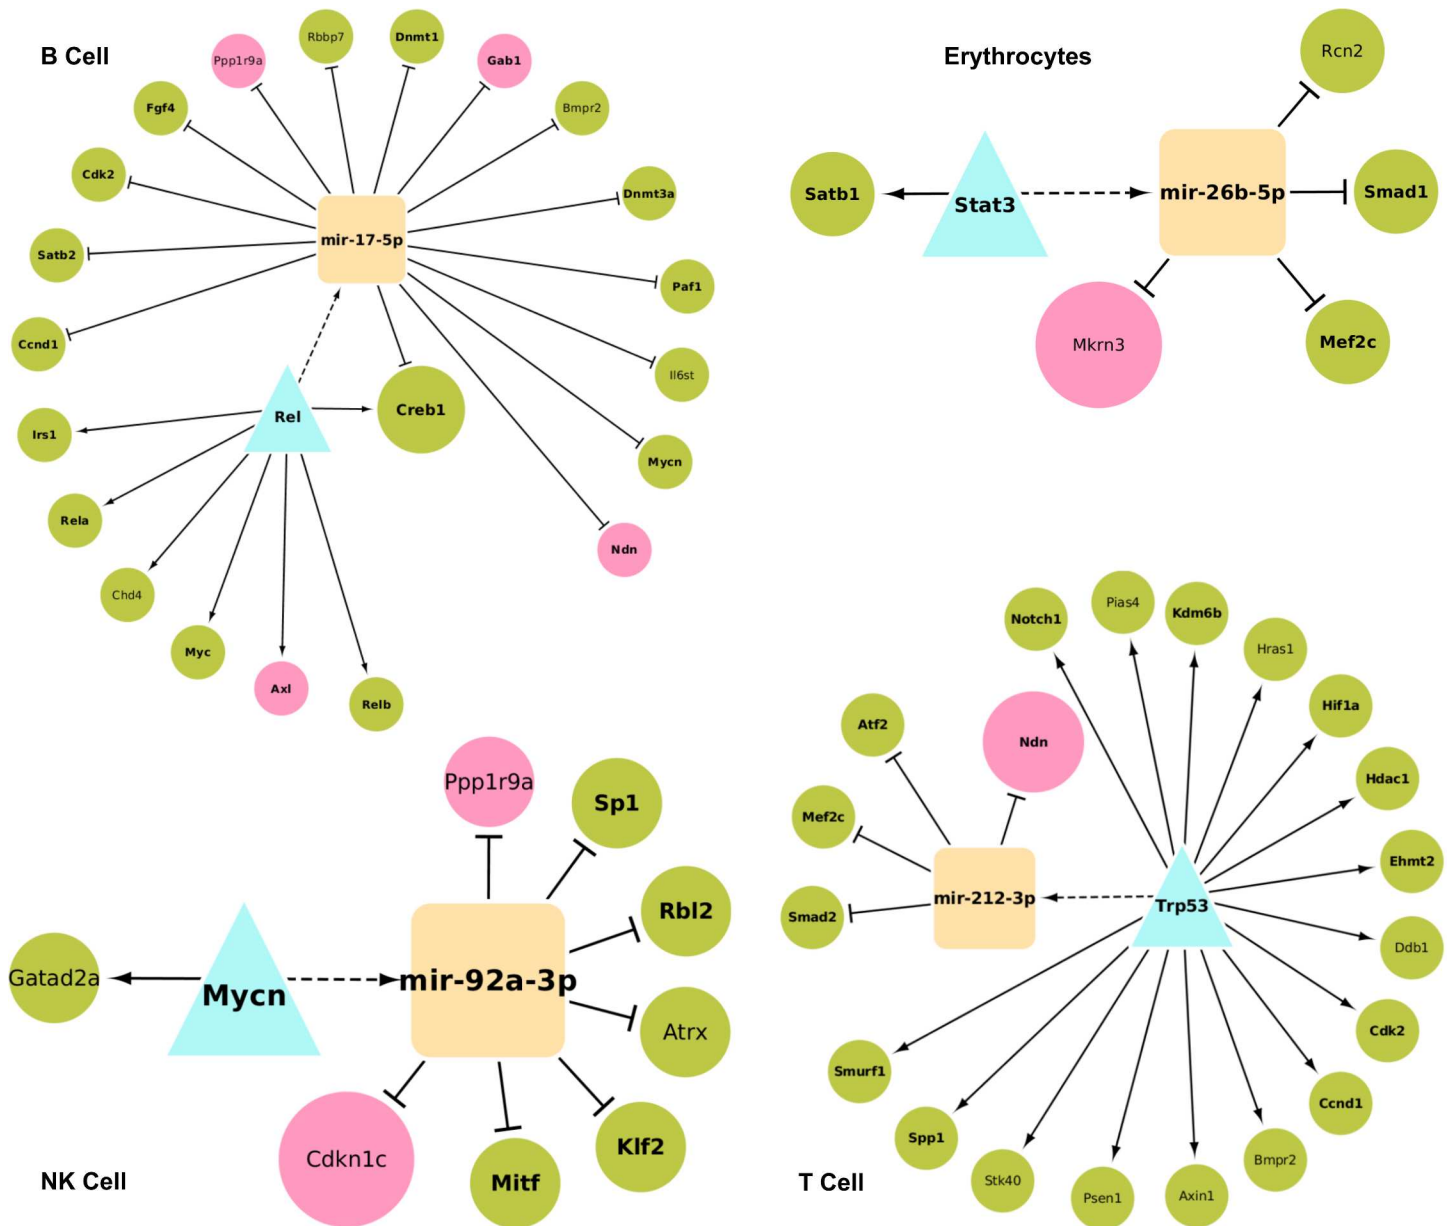 B Cell
Rbbp7
Dnmt1
Ppp1r9a
Gab1
Fgf4
Bmpr2
Cdk2
Dnmt3a
mir-17-5p
Satb2
Paf1
Ccnd1
Il6st
Rel
Creb1
Irs1
Mycn
Rela
Ndn
Chd4
Myc
Axl
Relb
Erythrocytes
Rcn2
Satb1
Stat3
mir-26b-5p
Smad1
Mkrn3
Mef2c
Ppp1r9a
Sp1
Rbl2
Gatad2a
Mycn
mir-92a-3p
Atrx
Cdkn1c
Klf2
Mitf
NK Cell
Notch1
Pias4
Kdm6b
Hras1
Hif1a
Atf2
Ndn
Hdac1
Mef2c
Ehmt2
Smad2
mir-212-3p
Trp53
Ddb1
Cdk2
Smurf1
Ccnd1
Spp1
Bmpr2
Stk40
Psen1
Axin1
T Cell